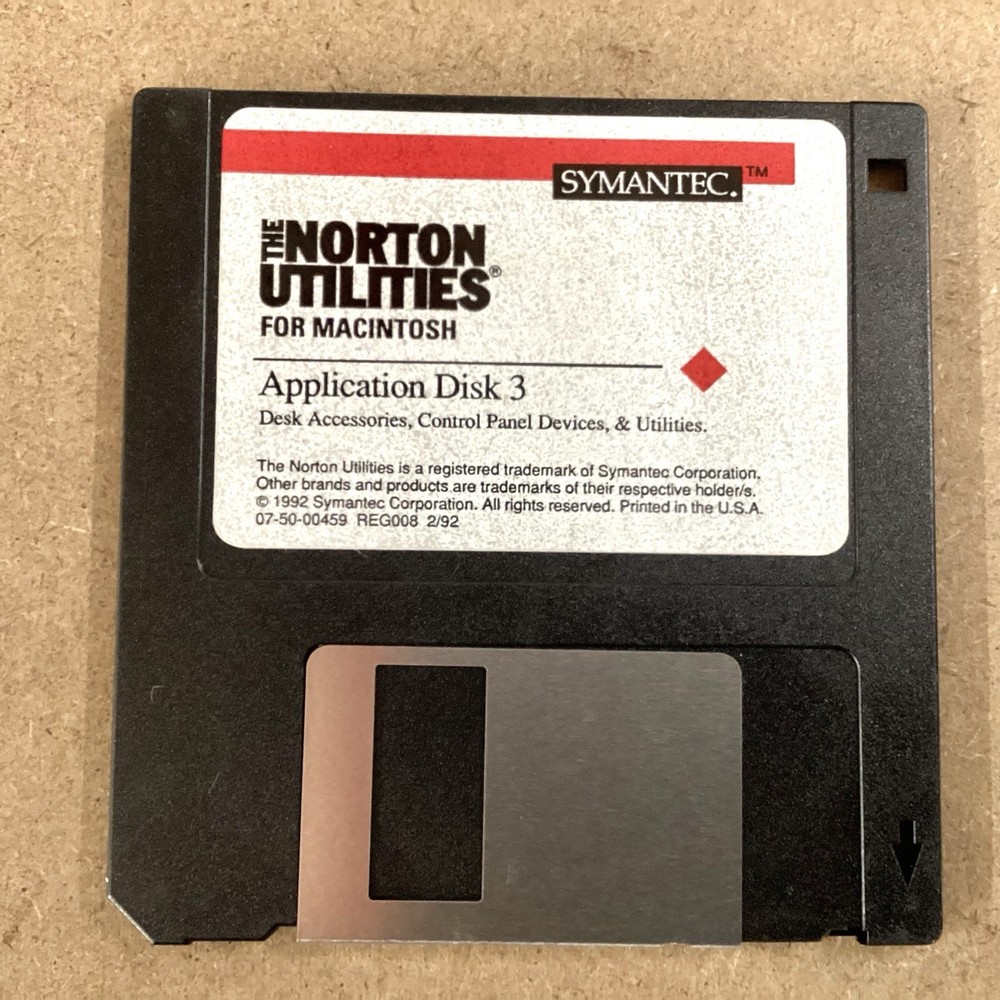 SYMANTEC.™
THE NORTON
UTILITIES®
FOR MACINTOSH
Application Disk 3
Desk Accessories, Control Panel Devices, & Utilities.
The Norton Utilities is a registered trademark of Symantec Corporation.
Other brands and products are trademarks of their respective holder/s.
© 1992 Symantec Corporation. All rights reserved. Printed in the U.S.A.
07-50-00459 REG008 2/92